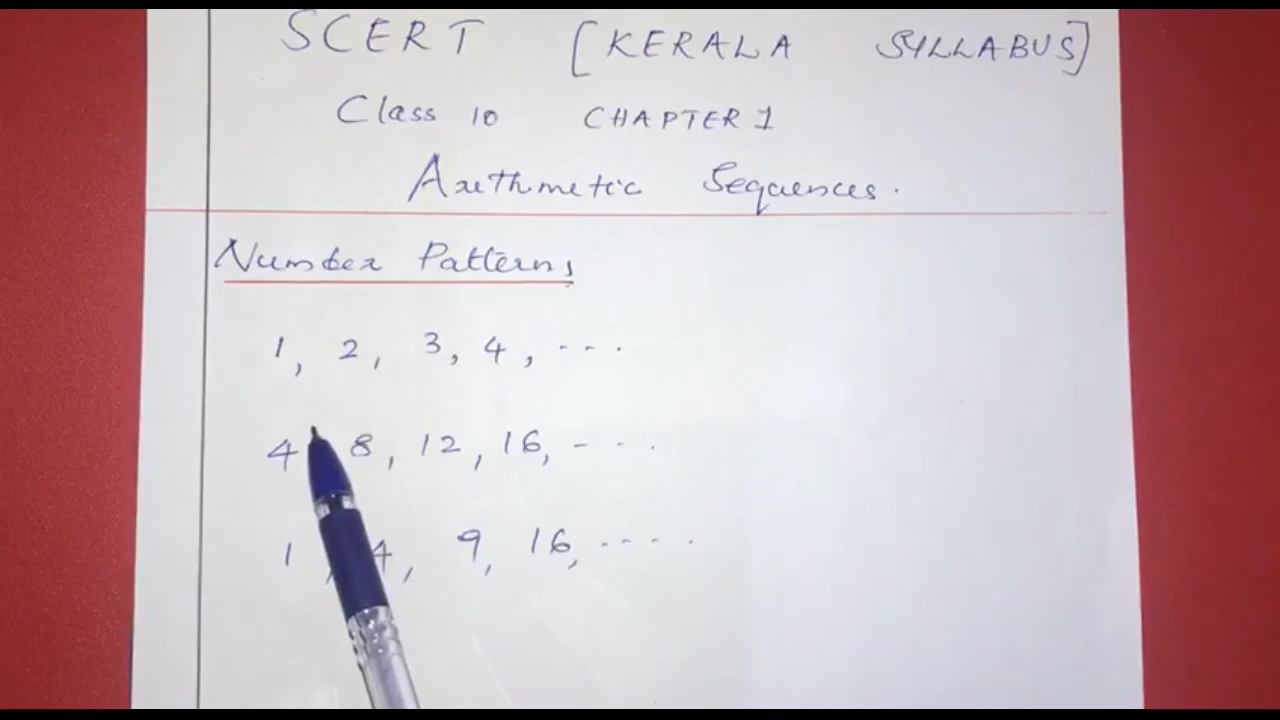 SCERT [KERALA SYLLABUS]
Class 10 CHAPTER 1
Arithmetic Sequences.
Number Patterns
1, 2, 3, 4, ...
4 8, 12, 16, - . .
1, 4, 9, 16, ....